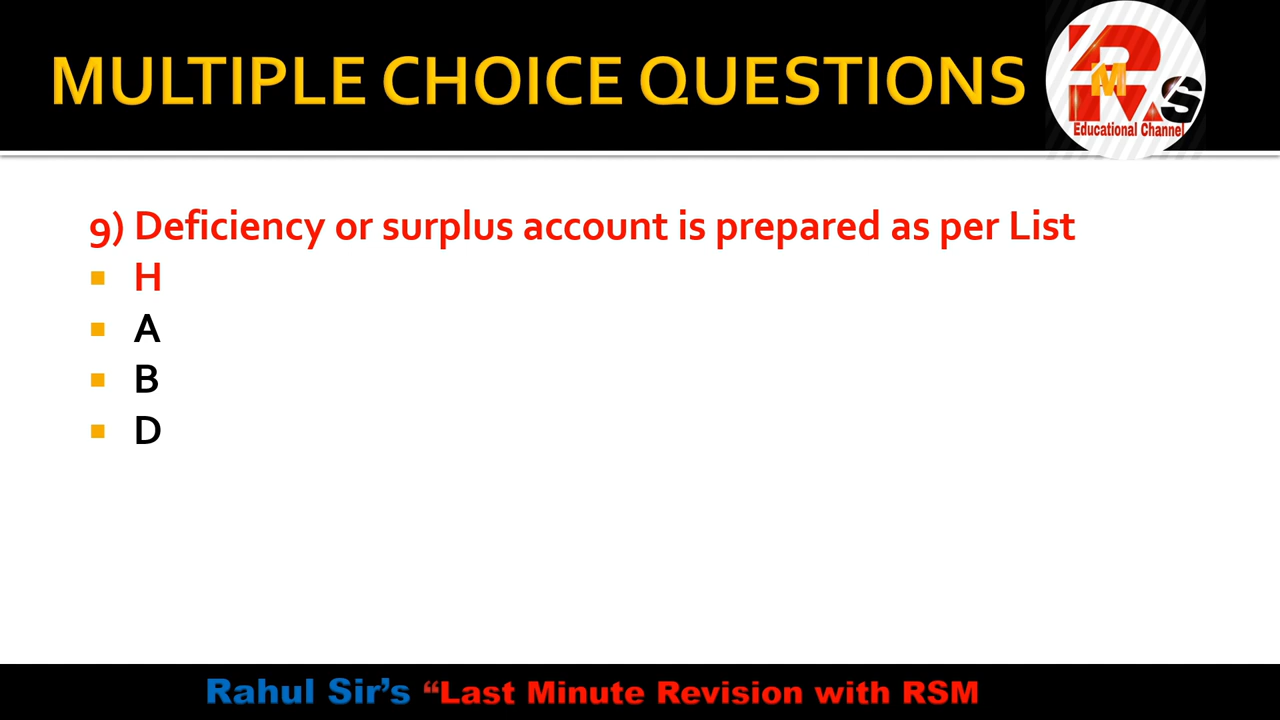 MULTIPLE CHOICE QUESTIONS
RMS
Educational Channel
9) Deficiency or surplus account is prepared as per List
▪ H
▪ A
▪ B
▪ D
Rahul Sir's “Last Minute Revision with RSM